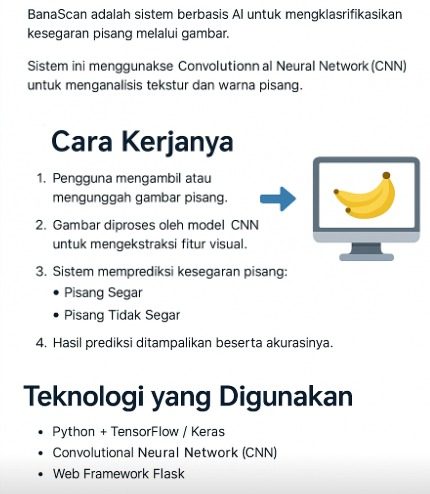 BanaScan adalah sistem berbasis AI untuk mengklasrifikasikan
kesegaran pisang melalui gambar.
Sistem ini menggunakse Convolutionn al Neural Network (CNN)
untuk menganalisis tekstur dan warna pisang.
Cara Kerjanya
1. Pengguna mengambil atau
mengunggah gambar pisang.
2. Gambar diproses oleh model CNN
untuk mengekstraksi fitur visual.
3. Sistem memprediksi kesegaran pisang:
• Pisang Segar
• Pisang Tidak Segar
4. Hasil prediksi ditampalikan beserta akurasinya.
Teknologi yang Digunakan
• Python + TensorFlow / Keras
• Convolutional Neural Network (CNN)
• Web Framework Flask